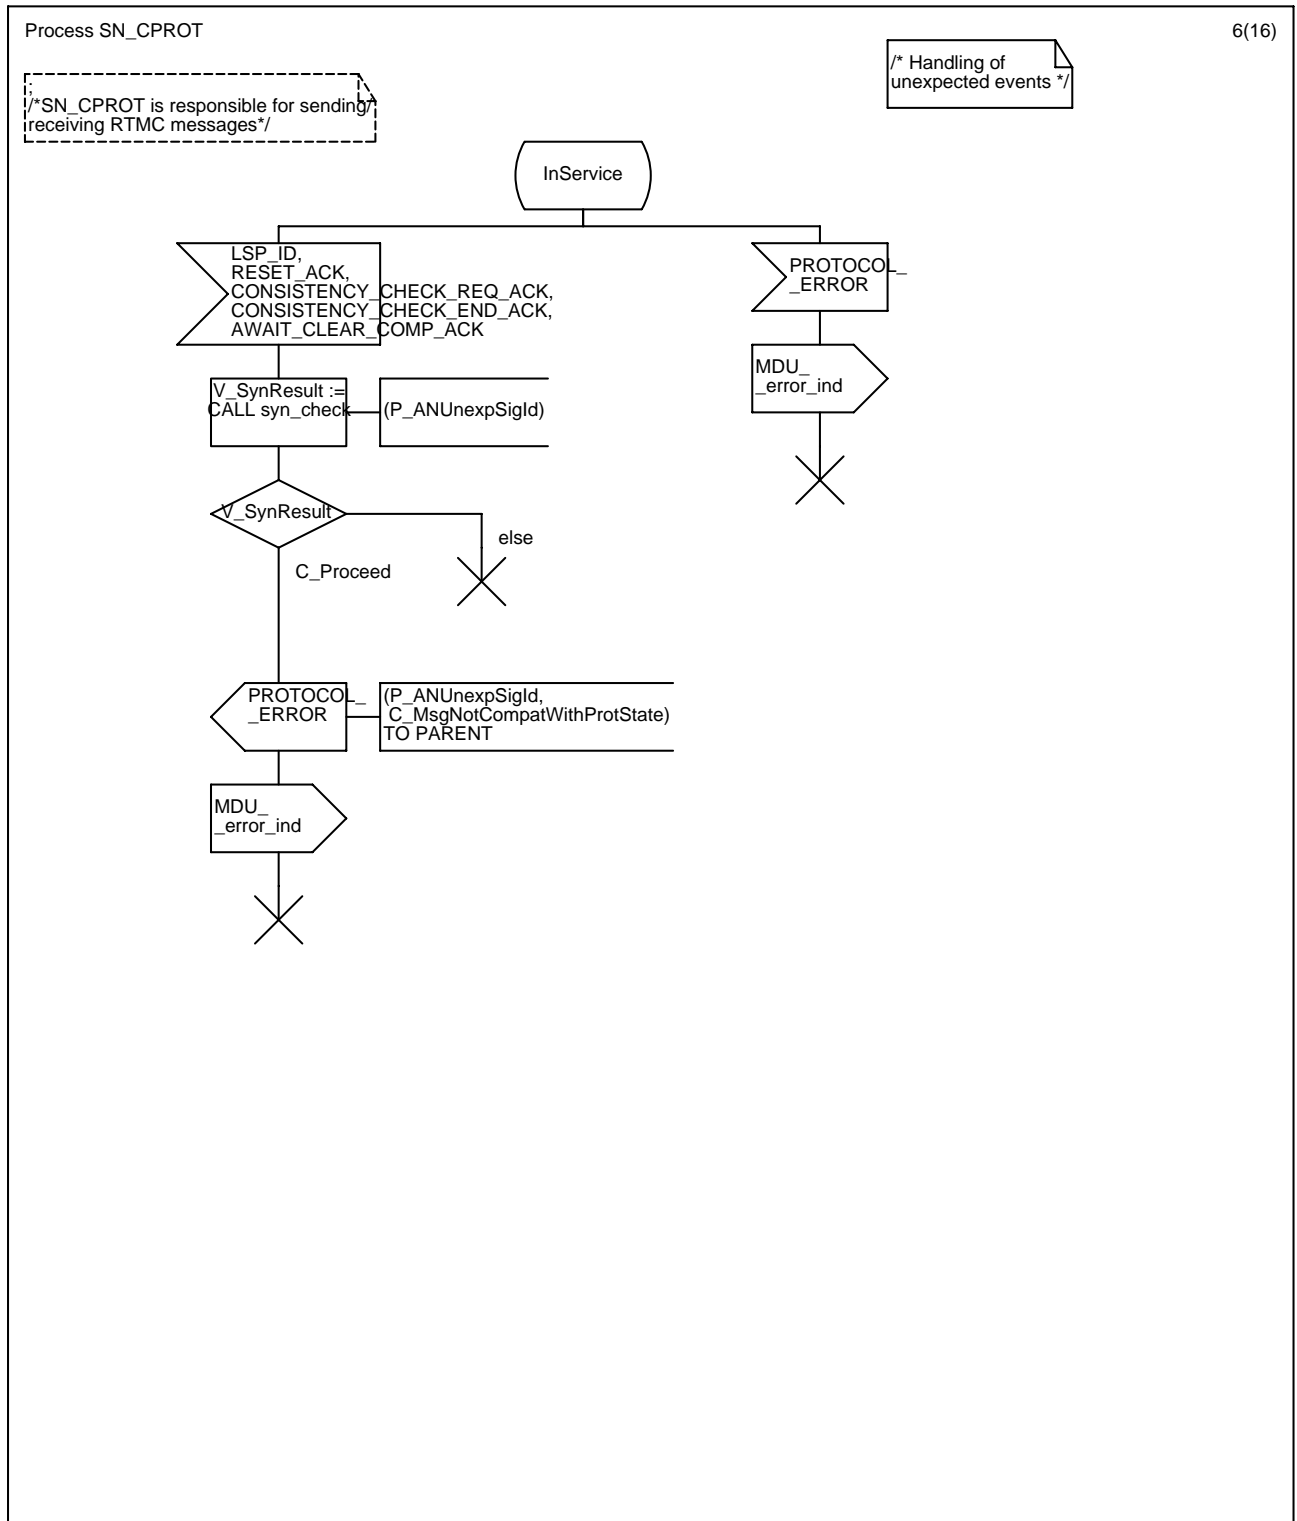 Process SN_CPROT
6(16)
;
/*SN_CPROT is responsible for sending/
receiving RTMC messages*/
/* Handling of
unexpected events */
InService
LSP_ID,
RESET_ACK,
CONSISTENCY_CHECK_REQ_ACK,
CONSISTENCY_CHECK_END_ACK,
AWAIT_CLEAR_COMP_ACK
PROTOCOL_
_ERROR
MDU_
_error_ind
V_SynResult :=
CALL syn_check
(P_ANUnexpSigId)
V_SynResult
else
C_Proceed
PROTOCOL_
_ERROR
(P_ANUnexpSigId,
C_MsgNotCompatWithProtState)
TO PARENT
MDU_
_error_ind